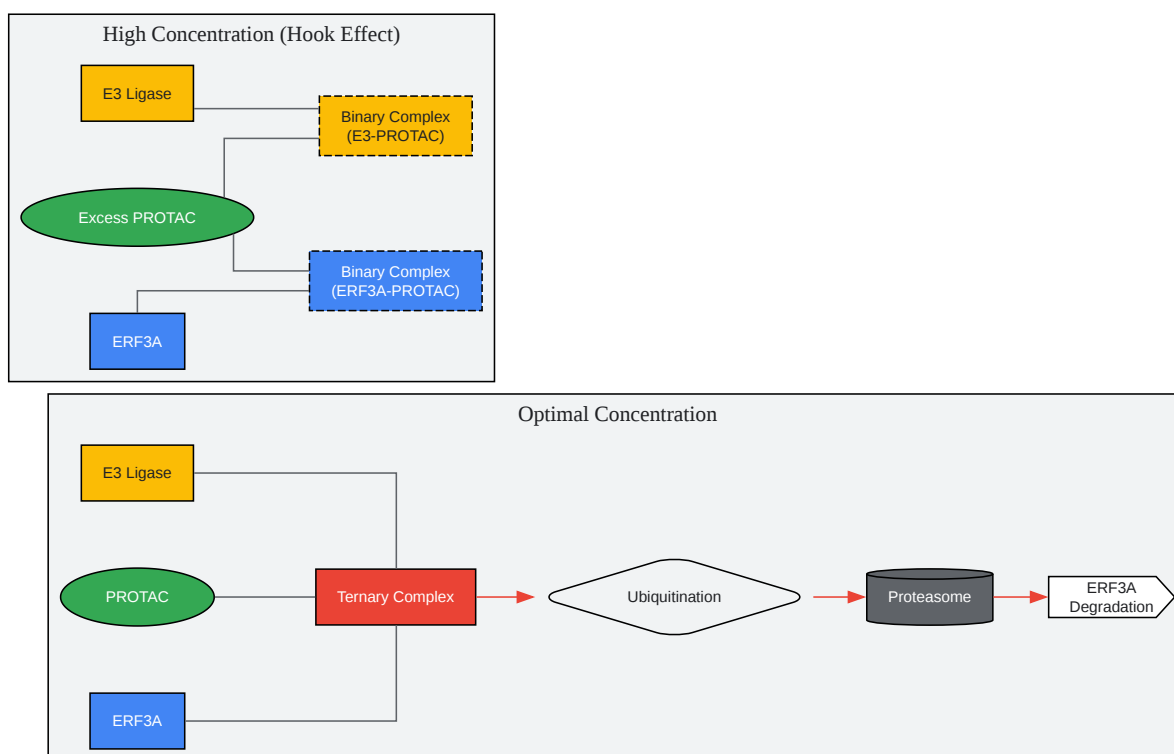 High Concentration (Hook Effect)
E3 Ligase
Binary Complex
(E3-PROTAC)
Excess PROTAC
Binary Complex
(ERF3A-PROTAC)
ERF3A
Optimal Concentration
E3 Ligase
PROTAC
Ternary Complex
Ubiquitination
Proteasome
ERF3A
Degradation
ERF3A